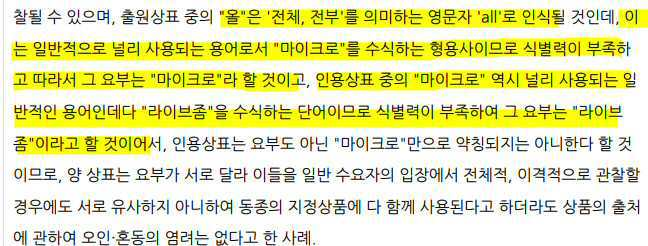 찰될 수 있으며, 출원상표 중의 "올"은 '전체, 전부'를 의미하는 영문자 'all'로 인식될 것인데, 이
는 일반적으로 널리 사용되는 용어로서 "마이크로"를 수식하는 형용사이므로 식별력이 부족하
고 따라서 그 요부는 "마이크로"라 할 것이고, 인용상표 중의 "마이크로" 역시 널리 사용되는 일
반적인 용어인데다 "라이브줌"을 수식하는 단어이므로 식별력이 부족하여 그 요부는 "라이브
줌"이라고 할 것이어서, 인용상표는 요부도 아닌 "마이크로"만으로 약칭되지는 아니한다 할 것
이므로, 양 상표는 요부가 서로 달라 이들을 일반 수요자의 입장에서 전체적, 이격적으로 관찰할
경우에도 서로 유사하지 아니하여 동종의 지정상품에 다 함께 사용된다고 하더라도 상품의 출처
에 관하여 오인·혼동의 염려는 없다고 한 사례.